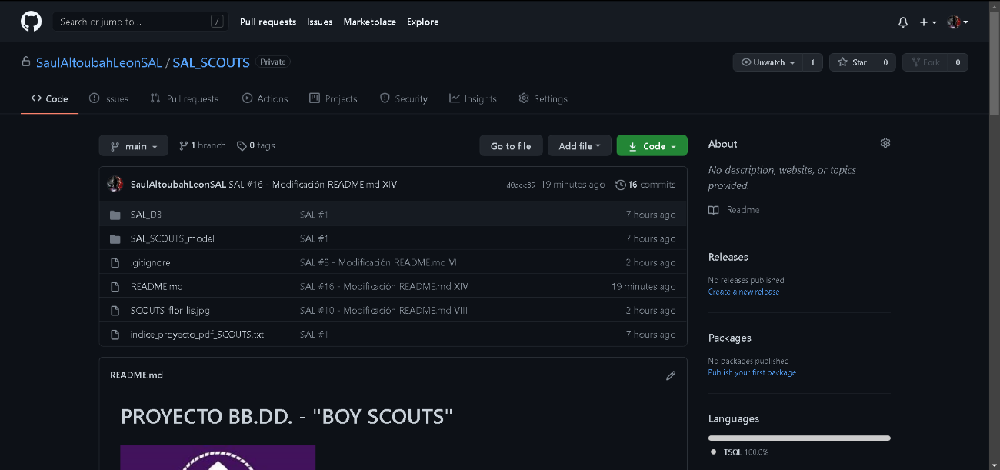 Search or jump to... / Pull requests Issues Marketplace Explore
SaulAltoubahLeonSAL / SAL_SCOUTS Private Unwatch 1 Star 0 Fork 0
Code Issues Pull requests Actions Projects Security Insights Settings
main 1 branch 0 tags Go to file Add file Code
SaulAltoubahLeonSAL SAL #16 - Modificación README.md XIV d0dcc85 19 minutes ago 16 commits
SAL_DB SAL #1 7 hours ago
SAL_SCOUTS_model SAL #1 7 hours ago
.gitignore SAL #8 - Modificación README.md VI 2 hours ago
README.md SAL #16 - Modificación README.md XIV 19 minutes ago
SCOUTS_flor_lis.jpg SAL #10 - Modificación README.md VIII 2 hours ago
indice_proyecto_pdf_SCOUTS.txt SAL #1 7 hours ago
README.md
PROYECTO BB.DD. - "BOY SCOUTS"
About
No description, website, or topics
provided.
Readme
Releases
No releases published
Create a new release
Packages
No packages published
Publish your first package
Languages
TSQL 100.0%